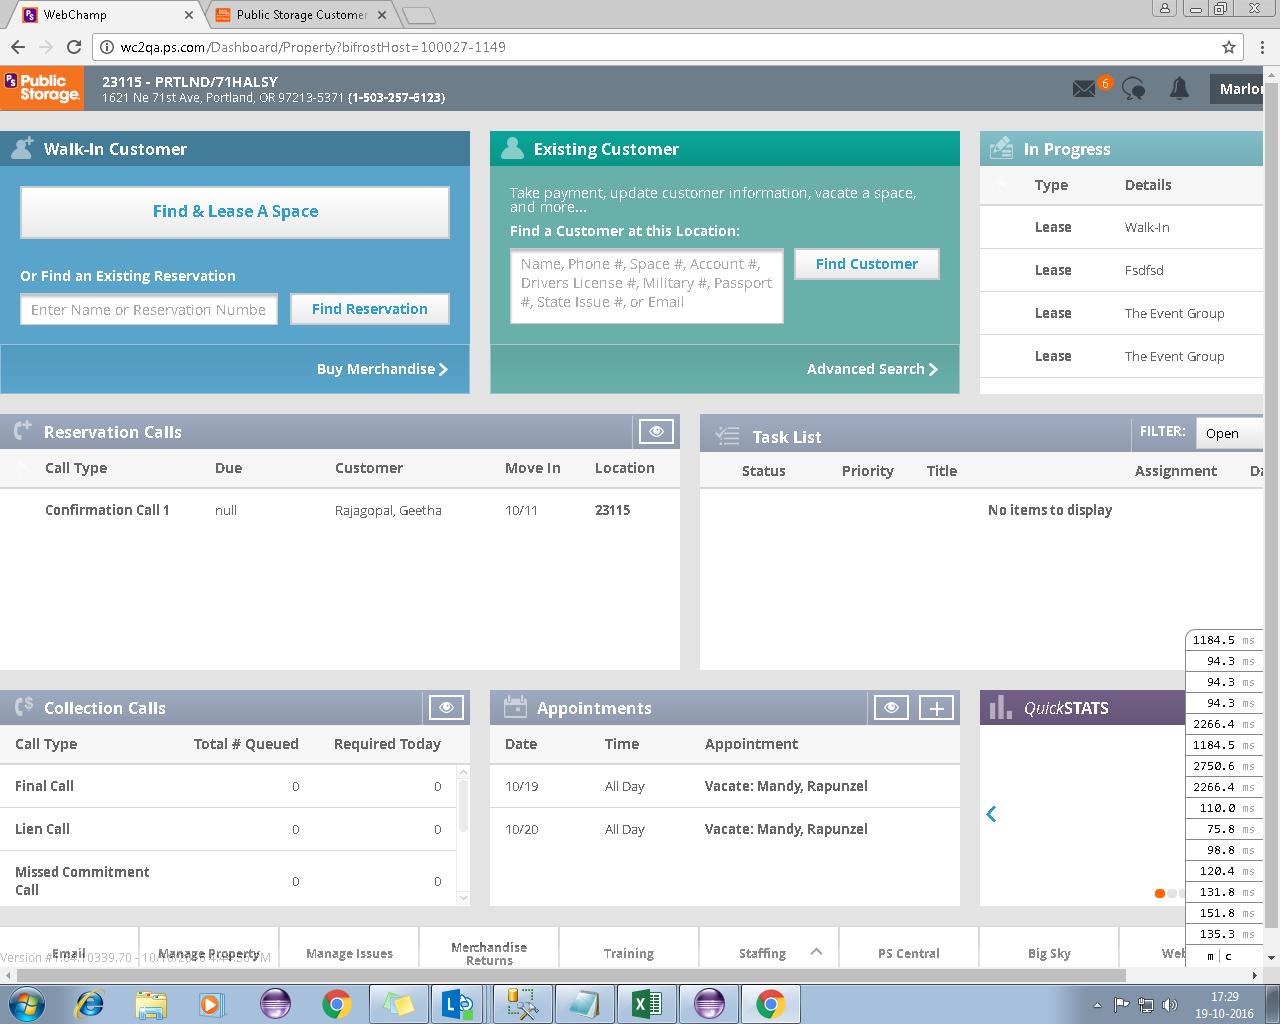 WebChamp
Public Storage Customer
wc2qa.ps.com/Dashboard/Property?bifrostHost=100027-1149
PS Public Storage.
23115 - PRTLND/71HALSY
1621 Ne 71st Ave, Portland, OR 97213-5371 (1-503-257-6123)
6
Marlo
Walk-In Customer
Find & Lease A Space
Or Find an Existing Reservation
Enter Name or Reservation Numbe
Find Reservation
Buy Merchandise
Existing Customer
Take payment, update customer information, vacate a space,
and more...
Find a Customer at this Location:
Name, Phone #, Space #, Account #,
Drivers License #, Military #, Passport
#, State Issue #, or Email
Find Customer
Advanced Search
In Progress
Type Details
Lease Walk-In
Lease Fsdfsd
Lease The Event Group
Lease The Event Group
Reservation Calls
Call Type Due Customer Move In Location
Confirmation Call 1 null Rajagopal, Geetha 10/11 23115
Task List
FILTER: Open
Status Priority Title Assignment Da
No items to display
Collection Calls
Call Type Total # Queued Required Today
Final Call 0 0
Lien Call 0 0
Missed Commitment
Call 0 0
Appointments
Date Time Appointment
10/19 All Day Vacate: Mandy, Rapunzel
10/20 All Day Vacate: Mandy, Rapunzel
QuickSTATS
1184.5 ms
94.3 ms
94.3 ms
94.3 ms
2266.4 ms
1184.5 ms
2750.6 ms
2266.4 ms
110.0 ms
75.8 ms
98.8 ms
120.4 ms
131.8 ms
151.8 ms
135.3 ms
m | c
Email
Manage Property
Manage Issues
Merchandise
Returns
Training
Staffing
PS Central
Big Sky
Web
Version
17:29
19-10-2016